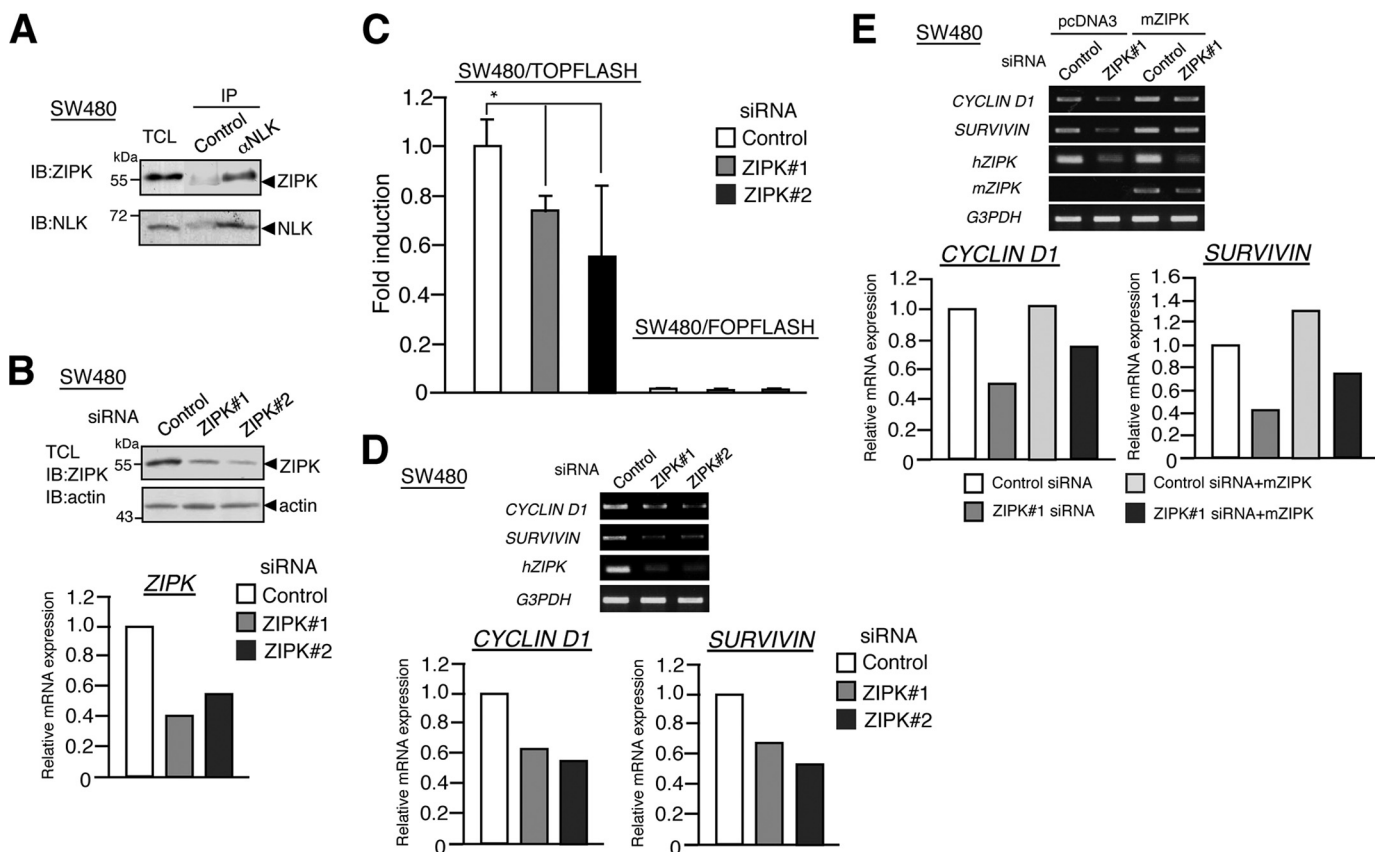 A
SW480
IP
TCL
Control
αNLK
kDa
IB:ZIPK
55
ZIPK
IB:NLK
72
NLK
B
SW480
siRNA
Control
ZIPK#1
ZIPK#2
TCL
kDa
IB:ZIPK
55
ZIPK
IB:actin
actin
43
ZIPK
siRNA
Control
ZIPK#1
ZIPK#2
Relative mRNA expression
1.2
1.0
0.8
0.6
0.4
0.2
0
C
SW480/TOPFLASH
*
siRNA
Control
ZIPK#1
ZIPK#2
SW480/FOPFLASH
Fold induction
1.2
1.0
0.8
0.6
0.4
0.2
0
D
SW480
siRNA
Control
ZIPK#1
ZIPK#2
CYCLIN D1
SURVIVIN
hZIPK
G3PDH
CYCLIN D1
Relative mRNA expression
1.2
1.0
0.8
0.6
0.4
0.2
0
SURVIVIN
Relative mRNA expression
1.2
1.0
0.8
0.6
0.4
0.2
0
siRNA
Control
ZIPK#1
ZIPK#2
E
SW480
pcDNA3
mZIPK
siRNA
Control
ZIPK#1
Control
ZIPK#1
CYCLIN D1
SURVIVIN
hZIPK
mZIPK
G3PDH
CYCLIN D1
Relative mRNA expression
1.2
1.0
0.8
0.6
0.4
0.2
0
SURVIVIN
Relative mRNA expression
1.6
1.4
1.2
1.0
0.8
0.6
0.4
0.2
0
Control siRNA
Control siRNA+mZIPK
ZIPK#1 siRNA
ZIPK#1 siRNA+mZIPK